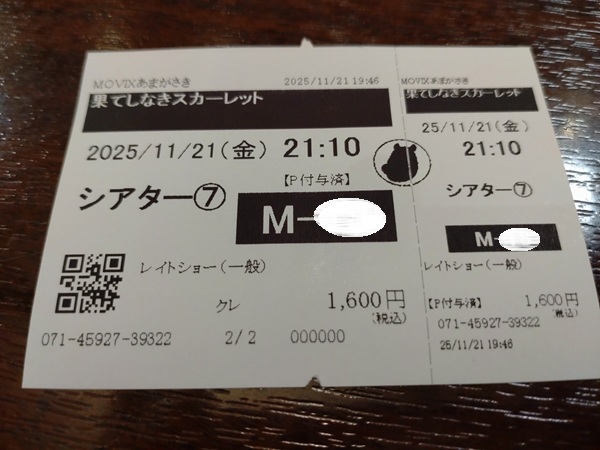 MOVIXあまがさき
2025/11/21 19:46
果てしなきスカーレット
2025/11/21(金) 21:10
【P付与済】
シアター⑦
M-
レイトショー(一般)
クレ
1,600円
(税込)
071-45927-39322
2/2
000000
MOVIXあまがさき
果てしなきスカーレット
25/11/21(金)
21:10
シアター⑦
M-
レイトショー(一般)
【P付与済】
1,600円
(税込)
071-45927-39322
25/11/21 19:46